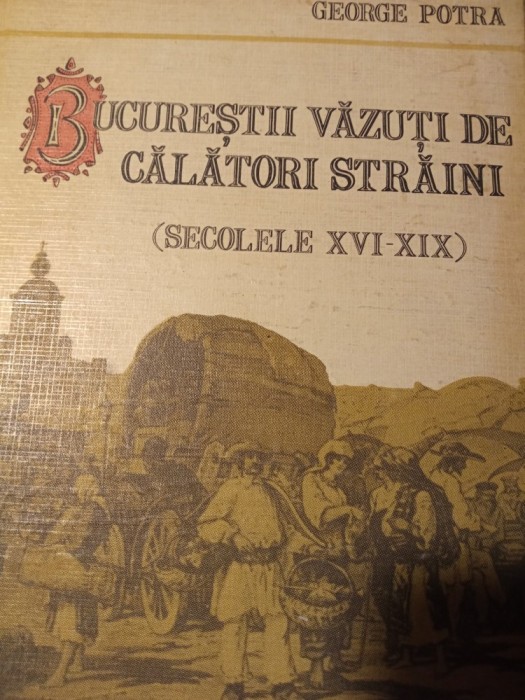 GEORGE POTRA
BUCUREȘTII VĂZUȚI DE
CĂLĂTORI STRĂINI
(SECOLELE XVI-XIX)